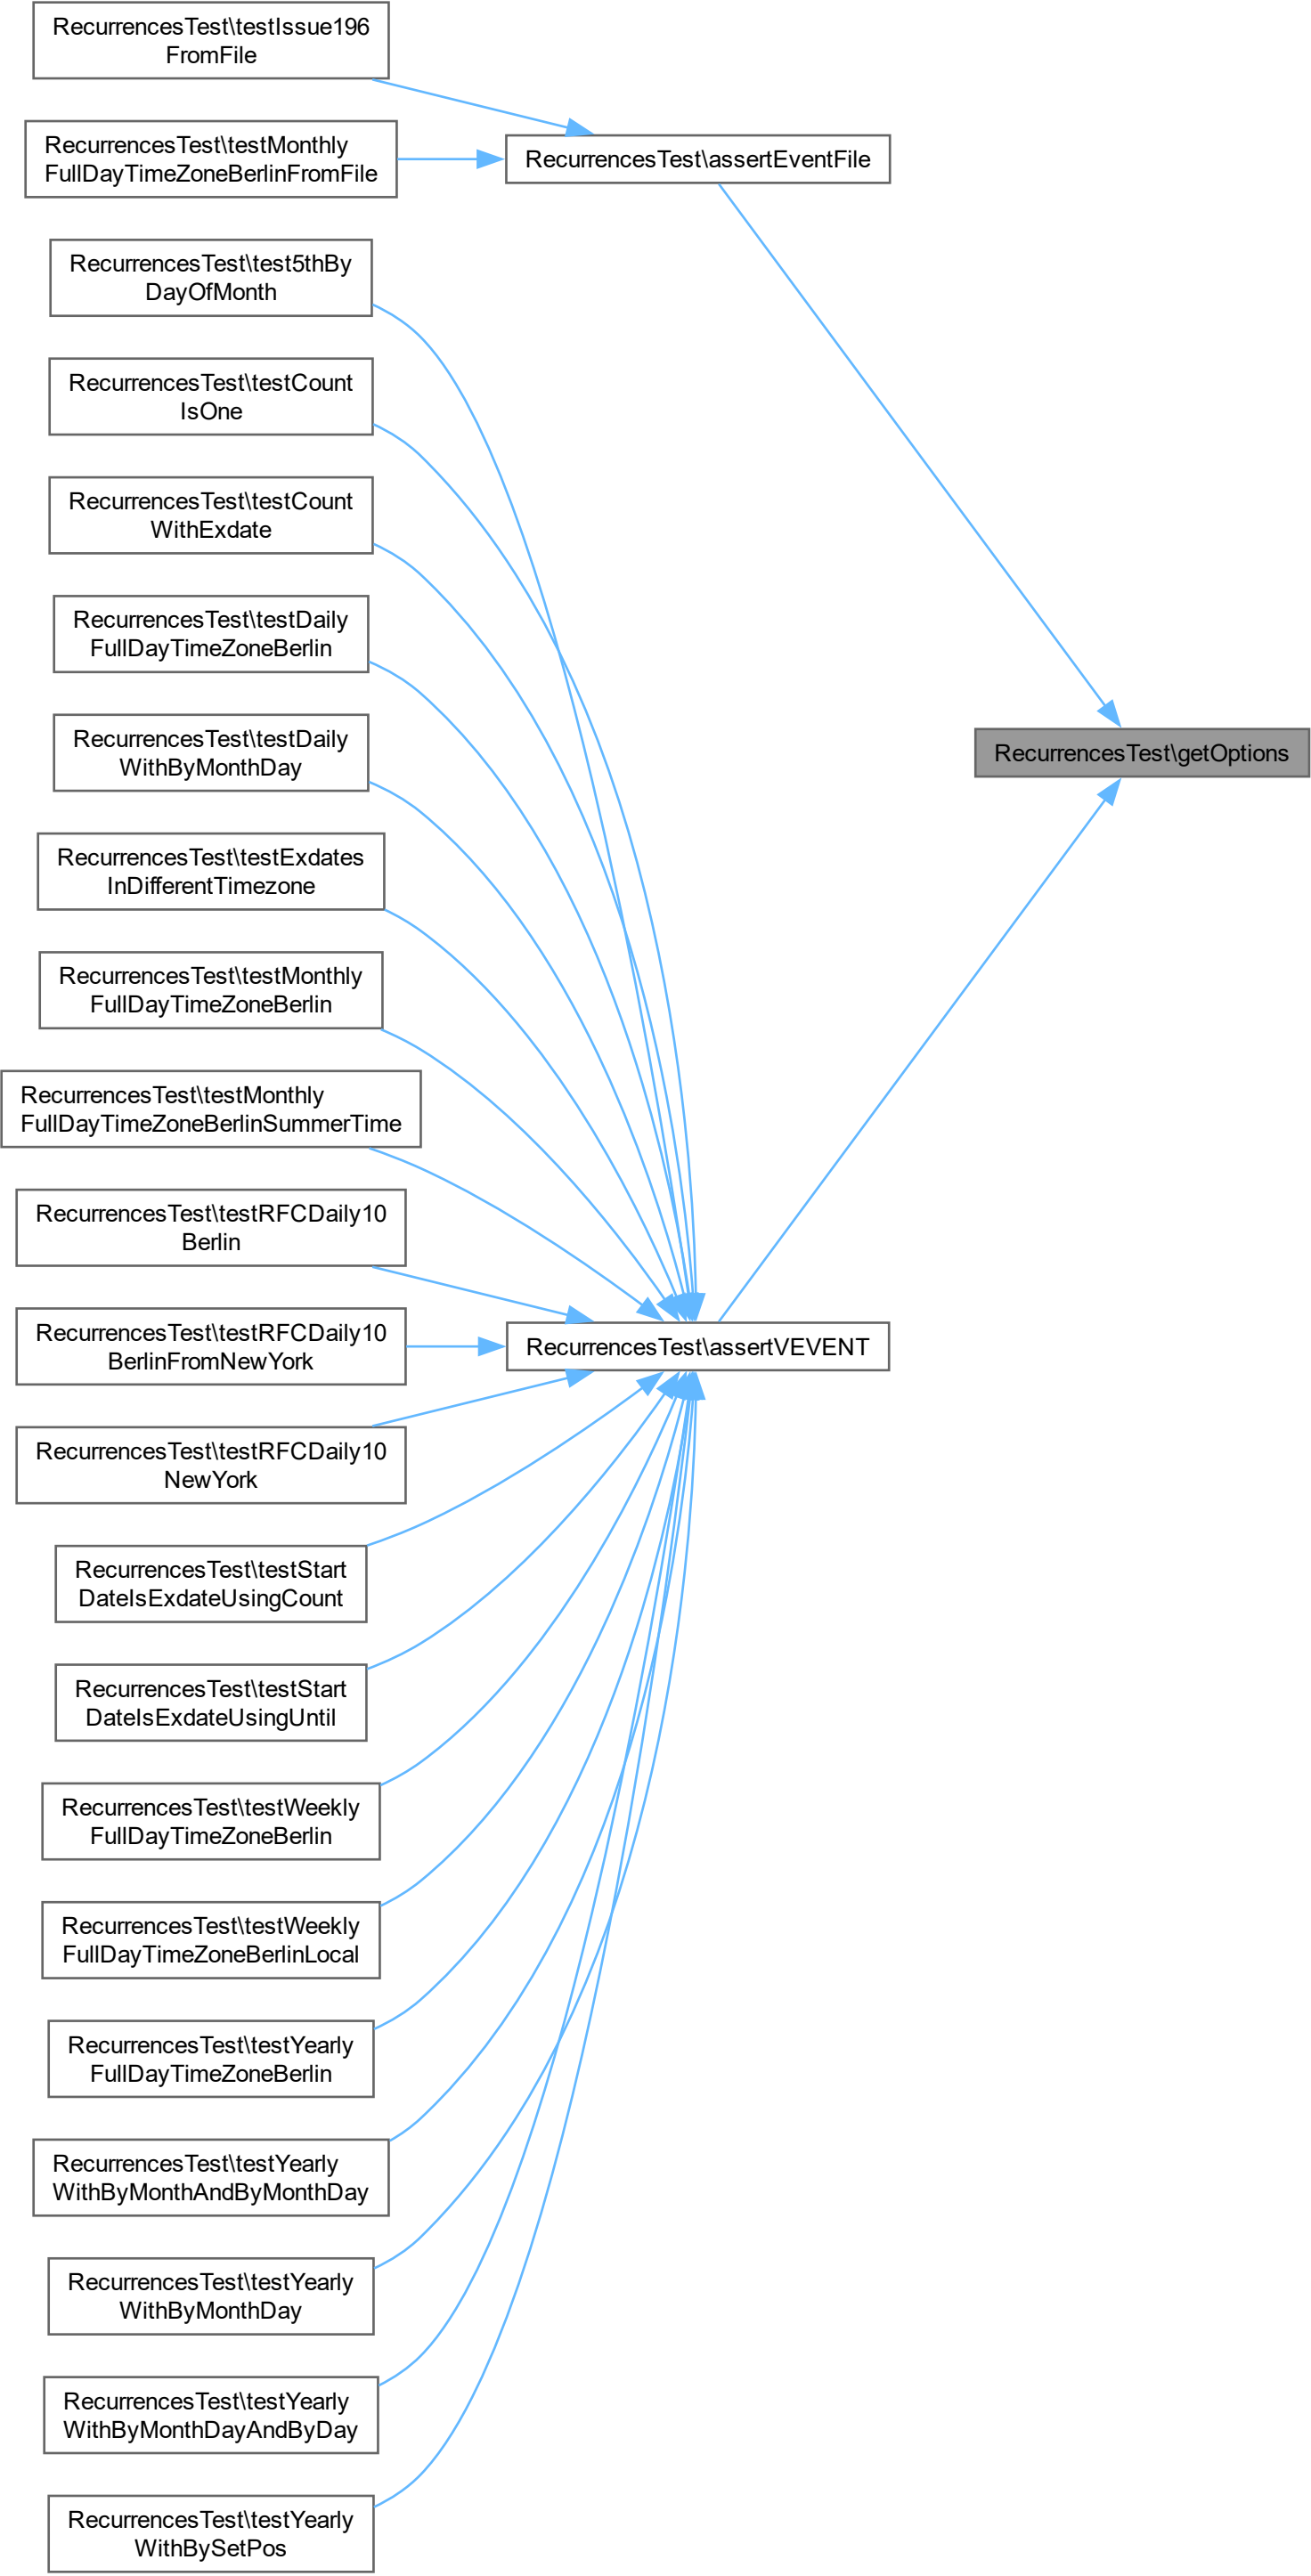 RecurrencesTest\testIssue196
FromFile
RecurrencesTest\testMonthly
FullDayTimeZoneBerlinFromFile
RecurrencesTest\assertEventFile
RecurrencesTest\test5thBy
DayOfMonth
RecurrencesTest\testCount
IsOne
RecurrencesTest\testCount
WithExdate
RecurrencesTest\testDaily
FullDayTimeZoneBerlin
RecurrencesTest\testDaily
WithByMonthDay
RecurrencesTest\getOptions
RecurrencesTest\testExdates
InDifferentTimezone
RecurrencesTest\testMonthly
FullDayTimeZoneBerlin
RecurrencesTest\testMonthly
FullDayTimeZoneBerlinSummerTime
RecurrencesTest\testRFCDaily10
Berlin
RecurrencesTest\testRFCDaily10
BerlinFromNewYork
RecurrencesTest\assertVEVENT
RecurrencesTest\testRFCDaily10
NewYork
RecurrencesTest\testStart
DateIsExdateUsingCount
RecurrencesTest\testStart
DateIsExdateUsingUntil
RecurrencesTest\testWeekly
FullDayTimeZoneBerlin
RecurrencesTest\testWeekly
FullDayTimeZoneBerlinLocal
RecurrencesTest\testYearly
FullDayTimeZoneBerlin
RecurrencesTest\testYearly
WithByMonthAndByMonthDay
RecurrencesTest\testYearly
WithByMonthDay
RecurrencesTest\testYearly
WithByMonthDayAndByDay
RecurrencesTest\testYearly
WithBySetPos